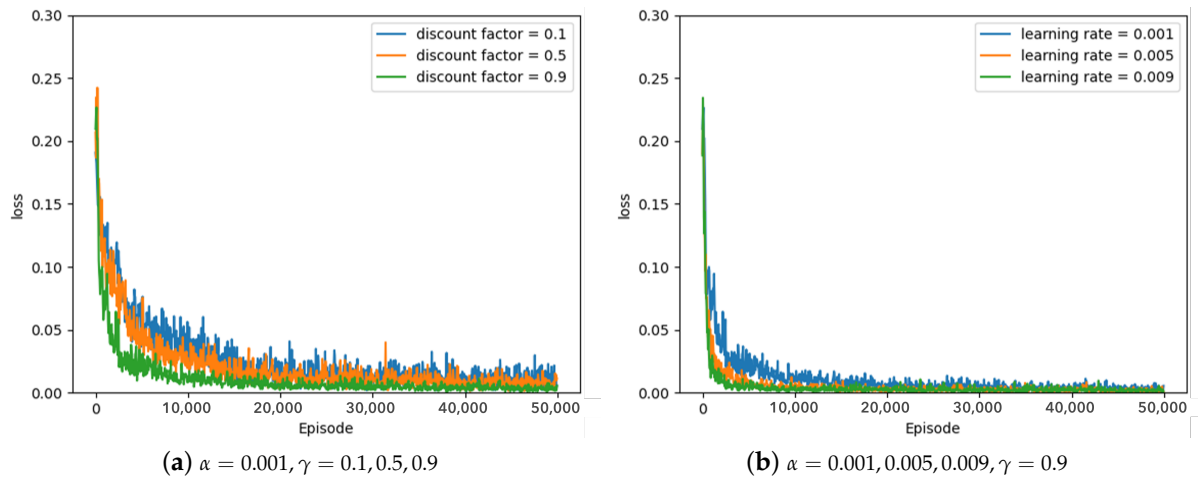 0.30
0.25
0.20
0.15
0.10
0.05
0.00
loss
discount factor = 0.1
discount factor = 0.5
discount factor = 0.9
0 10,000 20,000 30,000 40,000 50,000
Episode
(a) α = 0.001, γ = 0.1, 0.5, 0.9
0.30
0.25
0.20
0.15
0.10
0.05
0.00
loss
learning rate = 0.001
learning rate = 0.005
learning rate = 0.009
0 10,000 20,000 30,000 40,000 50,000
Episode
(b) α = 0.001, 0.005, 0.009, γ = 0.9